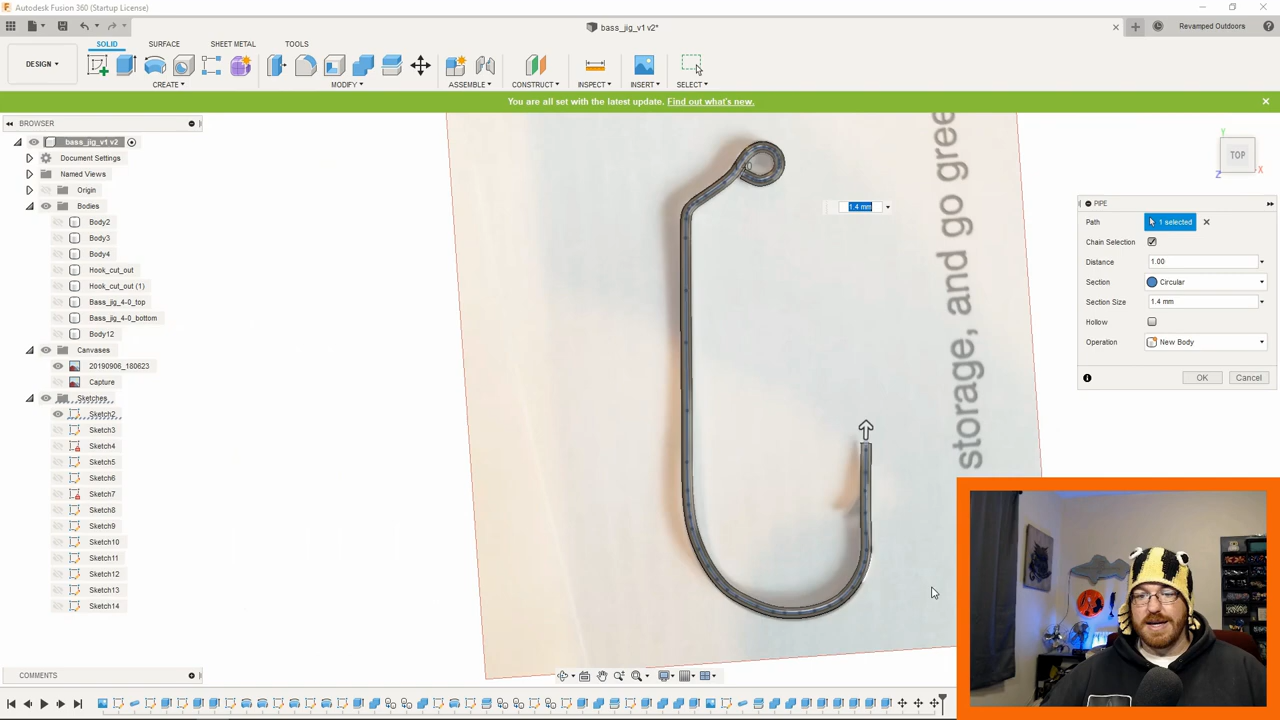 Autodesk Fusion 360 (Startup License)
bass_jig_v1 v2*
Revamped Outdoors
SOLID
SURFACE
SHEET METAL
TOOLS
DESIGN
CREATE
MODIFY
ASSEMBLE
CONSTRUCT
INSPECT
INSERT
SELECT
You are all set with the latest update. Find out what's new.
BROWSER
bass_jig_v1 v2
Document Settings
Named Views
Origin
Bodies
Body2
Body3
Body4
Hook_cut_out
Hook_cut_out (1)
Bass_jig_4-0_top
Bass_jig_4-0_bottom
Body12
Canvases
20190906_180623
Capture
Sketches
Sketch2
Sketch3
Sketch4
Sketch5
Sketch6
Sketch7
Sketch8
Sketch9
Sketch10
Sketch11
Sketch12
Sketch13
Sketch14
COMMENTS
1.4 mm
storage, and go gree
Y
TOP
Z
X
PIPE
Path
1 selected
Chain Selection
Distance
1.00
Section
Circular
Section Size
1.4 mm
Hollow
Operation
New Body
OK
Cancel